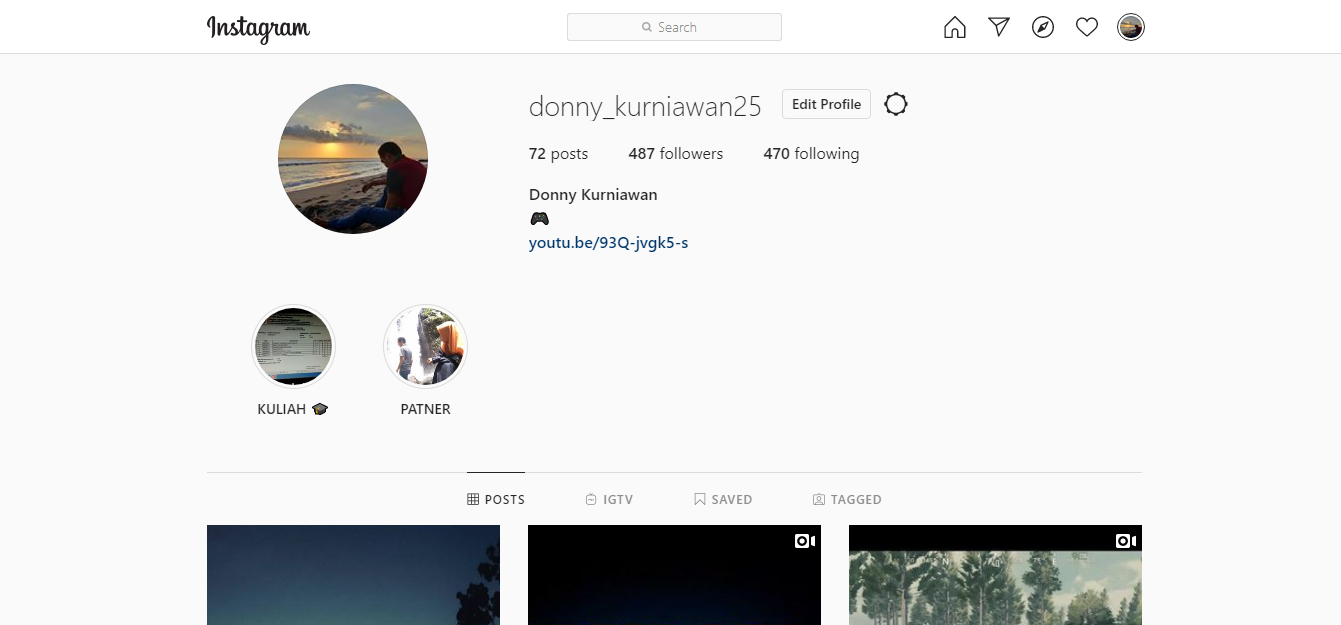 Instagram
Search
donny_kurniawan25
Edit Profile
72 posts 487 followers 470 following
Donny Kurniawan
🎮
youtu.be/93Q-jvgk5-s
KULIAH 🎓
PATNER
POSTS IGTV SAVED TAGGED